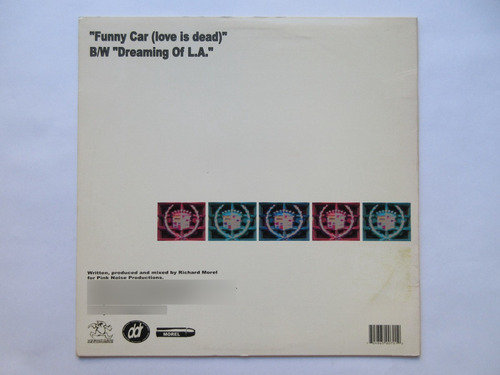 "Funny Car (love is dead)"
B/W "Dreaming Of L.A."
Written, produced and mixed by Richard Morel
for Pink Noise Productions.
dcr
MOREL